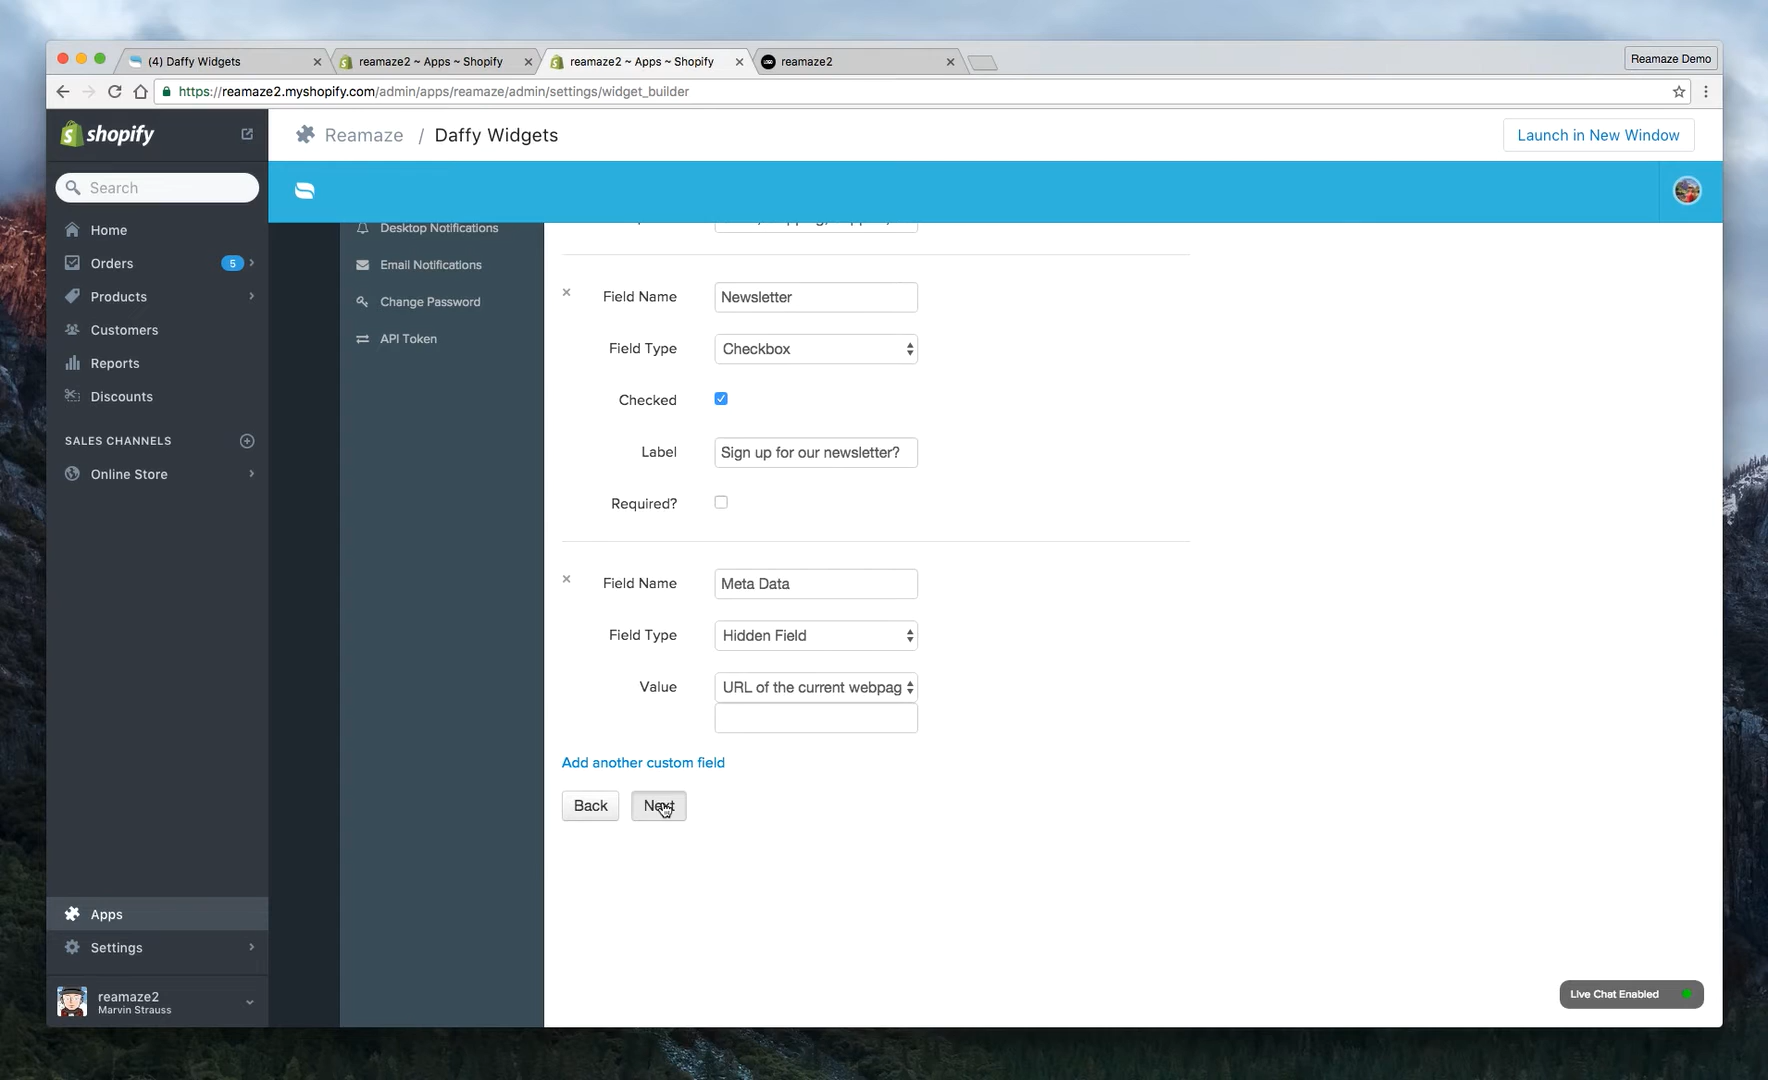 (4) Daffy Widgets
reamaze2 ~ Apps ~ Shopify
reamaze2 ~ Apps ~ Shopify
reamaze2
Reamaze Demo
https://reamaze2.myshopify.com/admin/apps/reamaze/admin/settings/widget_builder
shopify
Reamaze / Daffy Widgets
Launch in New Window
Search
Home
Orders 5
Products
Customers
Reports
Discounts
SALES CHANNELS
Online Store
Apps
Settings
reamaze2
Marvin Strauss
Desktop Notifications
Email Notifications
Change Password
API Token
Field Name Newsletter
Field Type Checkbox
Checked
Label Sign up for our newsletter?
Required?
Field Name Meta Data
Field Type Hidden Field
Value URL of the current webpag
Add another custom field
Back Next
Live Chat Enabled